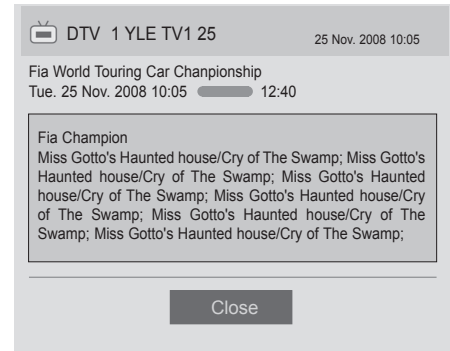 DTV 1 YLE TV1 25 25 Nov. 2008 10:05
Fia World Touring Car Chanpionship
Tue. 25 Nov. 2008 10:05 12:40
Fia Champion
Miss Gotto's Haunted house/Cry of The Swamp; Miss Gotto's
Haunted house/Cry of The Swamp; Miss Gotto's Haunted
house/Cry of The Swamp; Miss Gotto's Haunted house/Cry
of The Swamp; Miss Gotto's Haunted house/Cry of The
Swamp; Miss Gotto's Haunted house/Cry of The Swamp;
Close